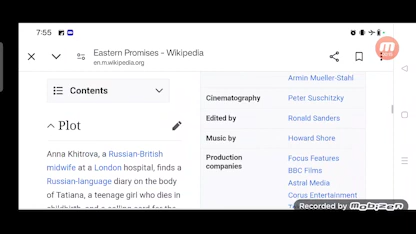 7:55
Eastern Promises - Wikipedia
en.m.wikipedia.org
Contents
Plot
Anna Khitrova, a Russian-British
midwife at a London hospital, finds a
Russian-language diary on the body
of Tatiana, a teenage girl who dies in
Armin Mueller-Stahl
Cinematography Peter Suschitzky
Edited by Ronald Sanders
Music by Howard Shore
Production Focus Features
companies BBC Films
Astral Media
Corus Entertainment
Recorded by Mobizen